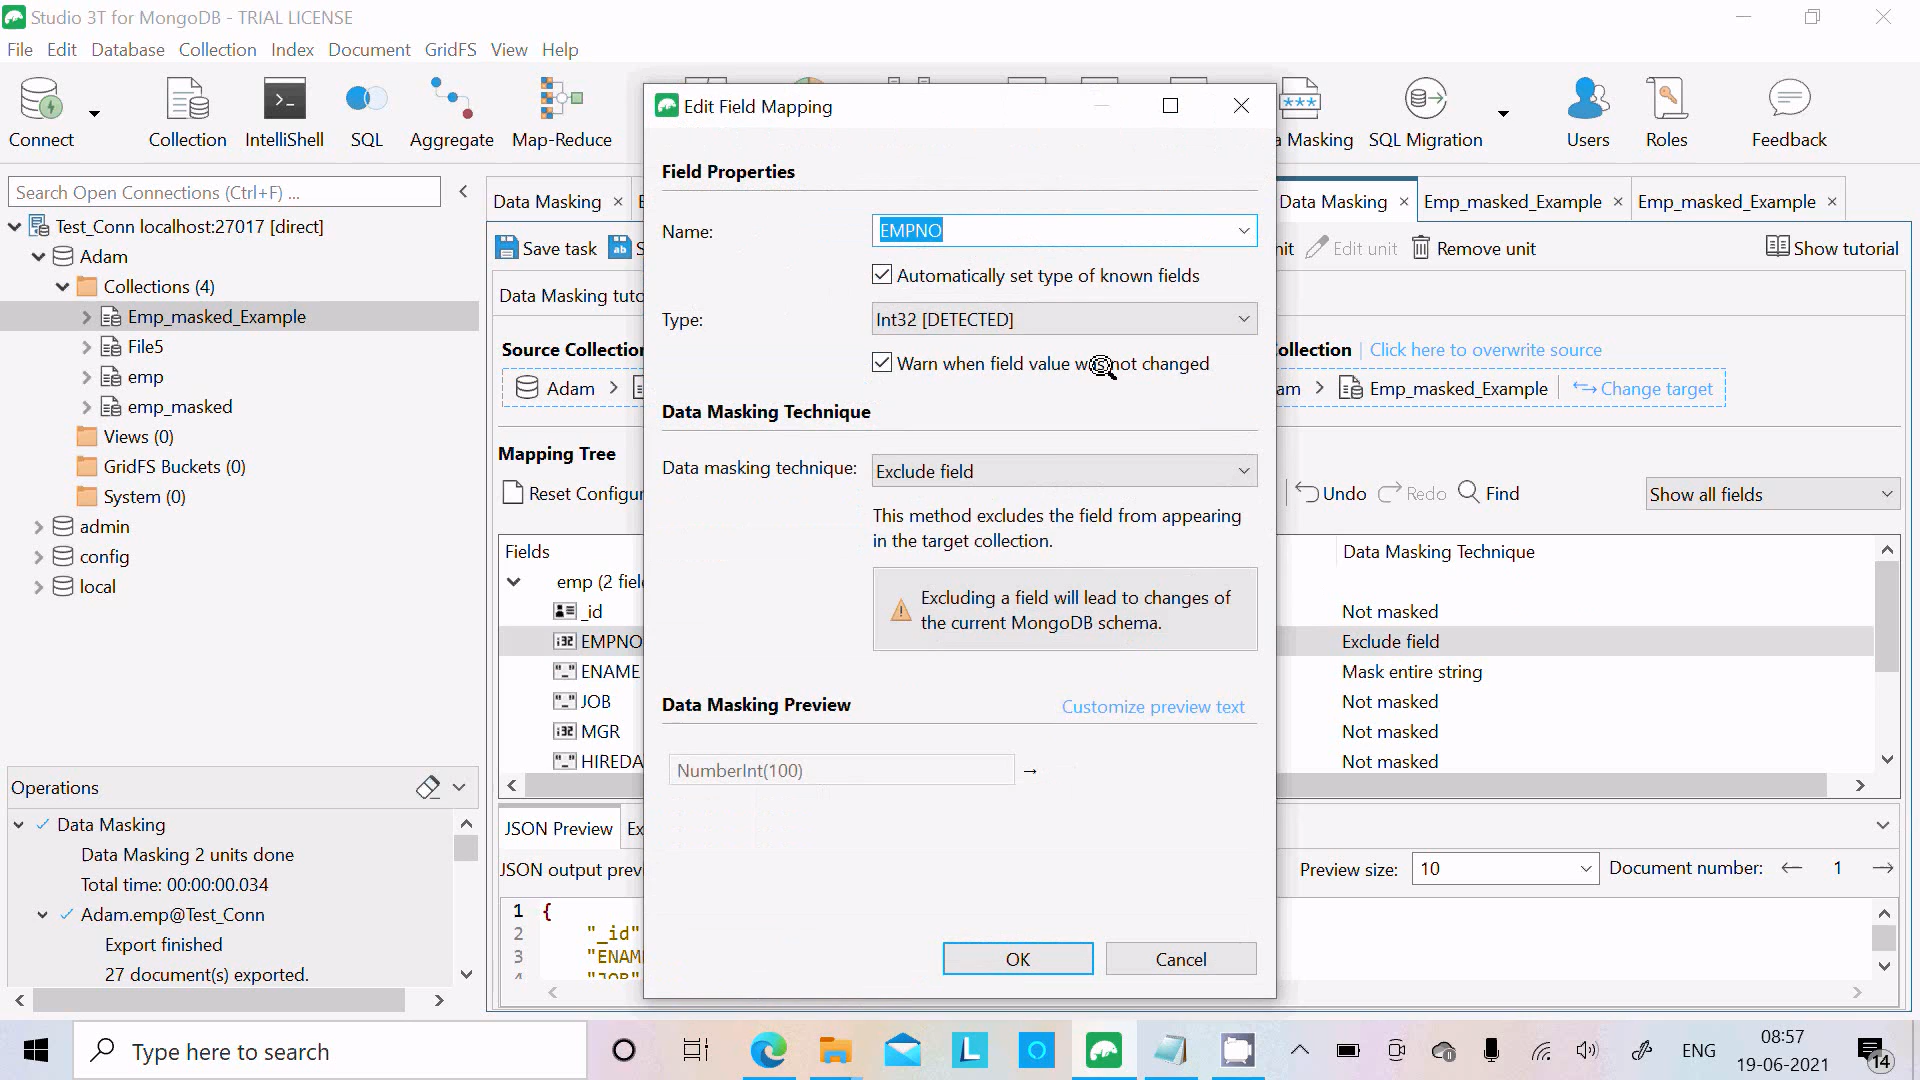 Studio 3T for MongoDB - TRIAL LICENSE
File Edit Database Collection Index Document GridFS View Help
Connect Collection IntelliShell SQL Aggregate Map-Reduce Masking SQL Migration Users Roles Feedback
Search Open Connections (Ctrl+F) ...
Test_Conn localhost:27017 [direct]
Adam
Collections (4)
Emp_masked_Example
File5
emp
emp_masked
Views (0)
GridFS Buckets (0)
System (0)
admin
config
local
Operations
Data Masking
Data Masking 2 units done
Total time: 00:00:00.034
Adam.emp@Test_Conn
Export finished
27 document(s) exported.
Data Masking × Data Masking × Emp_masked_Example × Emp_masked_Example ×
Save task Edit unit Remove unit Show tutorial
Data Masking
Source ollection Click here to overwrite source
Adam Emp_masked_Example Change target
Mapping Tree
Reset Undo Redo Find Show all fields
Fields Data Masking Technique
emp (2
_id Not masked
EMPNO Exclude field
ENAME Mask entire string
JOB Not masked
MGR Not masked
HIREDA Not masked
JSON Preview
JSON output Preview size: 10 Document number: 1
1 {
2 "_id"
3 "ENAM
4 "JOB"
Edit Field Mapping
Field Properties
Name: EMPNO
Automatically set type of known fields
Type: Int32 [DETECTED]
Warn when field value was not changed
Data Masking Technique
Data masking technique: Exclude field
This method excludes the field from appearing
in the target collection.
Excluding a field will lead to changes of
the current MongoDB schema.
Data Masking Preview Customize preview text
NumberInt(100) →
OK Cancel
Type here to search
ENG 08:57
19-06-2021
14